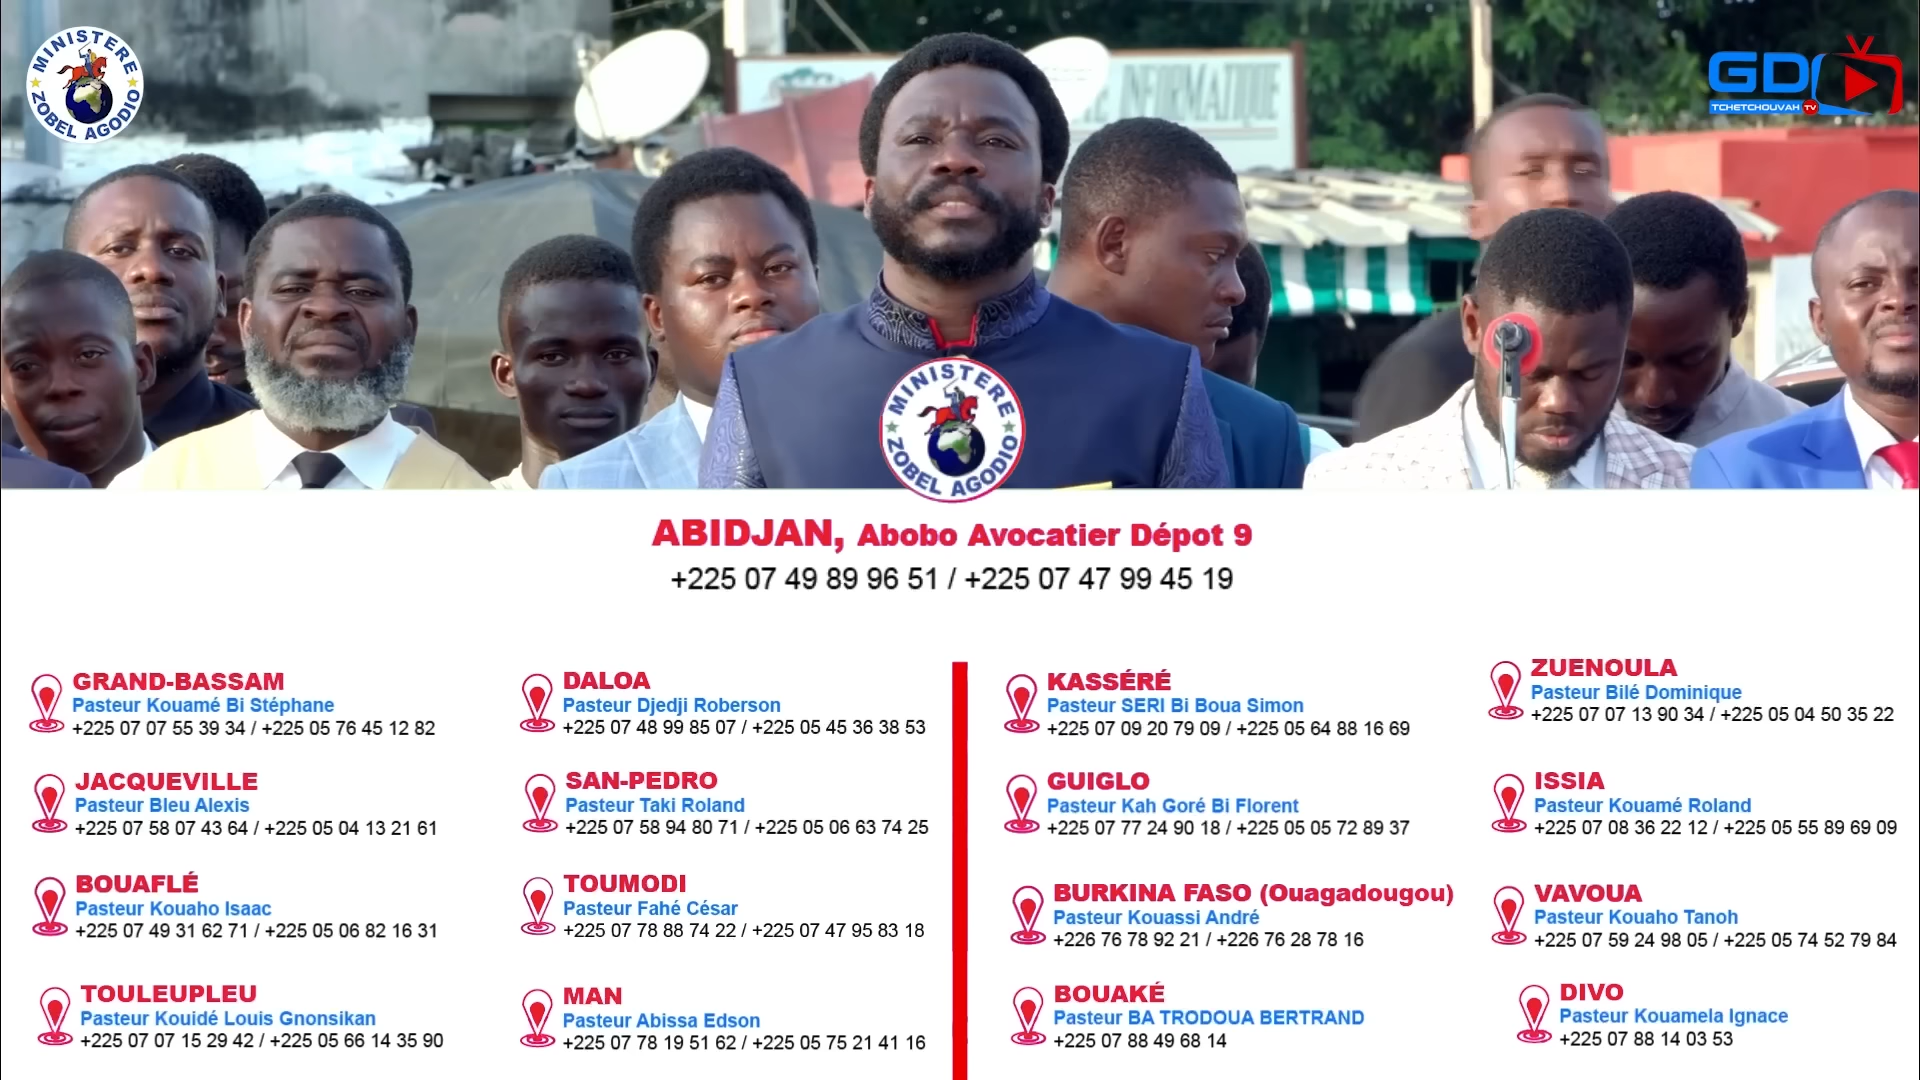 MINISTERE
ZOBEL AGODIO
GD
TCHETCHOUVAH TV
INFORMATIQUE
MINISTERE
ZOBEL AGODIO
ABIDJAN, Abobo Avocatier Dépot 9
+225 07 49 89 96 51 / +225 07 47 99 45 19
GRAND-BASSAM
Pasteur Kouamé Bi Stéphane
+225 07 07 55 39 34 / +225 05 76 45 12 82
JACQUEVILLE
Pasteur Bleu Alexis
+225 07 58 07 43 64 / +225 05 04 13 21 61
BOUAFLÉ
Pasteur Kouaho Isaac
+225 07 49 31 62 71 / +225 05 06 82 16 31
TOULEUPLEU
Pasteur Kouidé Louis Gnonsikan
+225 07 07 15 29 42 / +225 05 66 14 35 90
DALOA
Pasteur Djedji Roberson
+225 07 48 99 85 07 / +225 05 45 36 38 53
SAN-PEDRO
Pasteur Taki Roland
+225 07 58 94 80 71 / +225 05 06 63 74 25
TOUMODI
Pasteur Fahé César
+225 07 78 88 74 22 / +225 07 47 95 83 18
MAN
Pasteur Abissa Edson
+225 07 78 19 51 62 / +225 05 75 21 41 16
KASSÉRÉ
Pasteur SERI Bi Boua Simon
+225 07 09 20 79 09 / +225 05 64 88 16 69
GUIGLO
Pasteur Kah Goré Bi Florent
+225 07 77 24 90 18 / +225 05 05 72 89 37
BURKINA FASO (Ouagadougou)
Pasteur Kouassi André
+226 76 78 92 21 / +226 76 28 78 16
BOUAKÉ
Pasteur BA TRODOUA BERTRAND
+225 07 88 49 68 14
ZUENOULA
Pasteur Bilé Dominique
+225 07 07 13 90 34 / +225 05 04 50 35 22
ISSIA
Pasteur Kouamé Roland
+225 07 08 36 22 12 / +225 05 55 89 69 09
VAVOUA
Pasteur Kouaho Tanoh
+225 07 59 24 98 05 / +225 05 74 52 79 84
DIVO
Pasteur Kouamela Ignace
+225 07 88 14 03 53